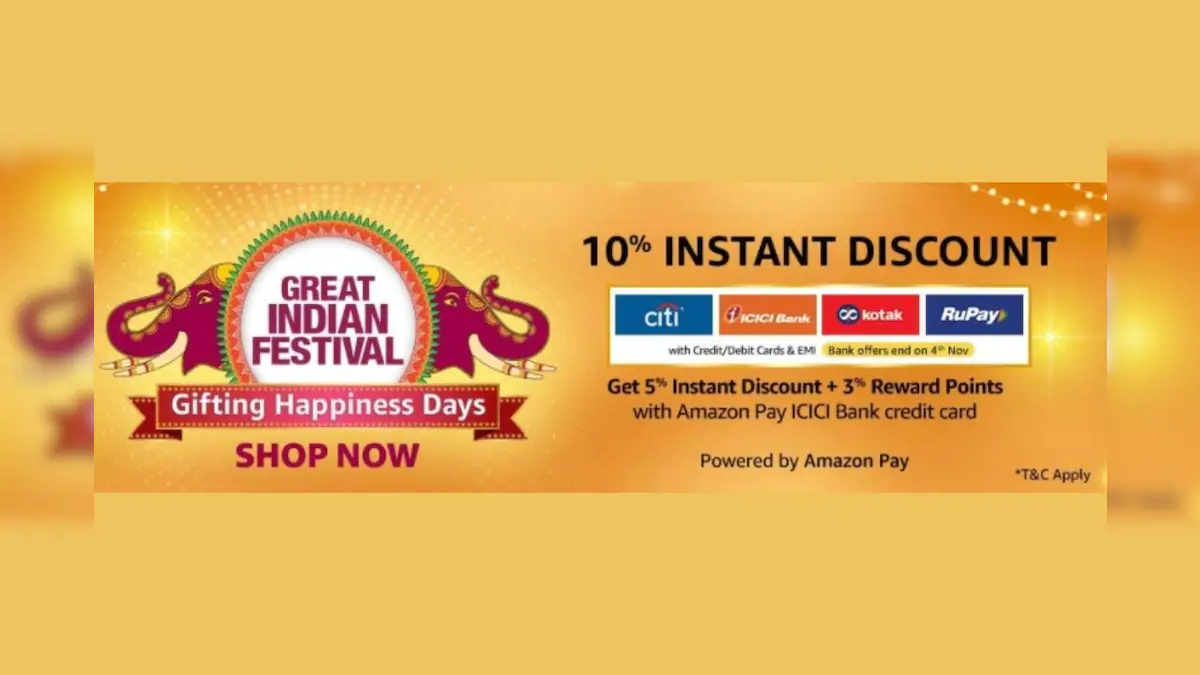 GREAT
INDIAN
FESTIVAL
Gifting Happiness Days
SHOP NOW
10% INSTANT DISCOUNT
citi
ICICI Bank
kotak
RuPay
with Credit/Debit Cards & EMI Bank offers end on 4th Nov
Get 5% Instant Discount + 3% Reward Points
with Amazon Pay ICICI Bank credit card
Powered by Amazon Pay
*T&C Apply